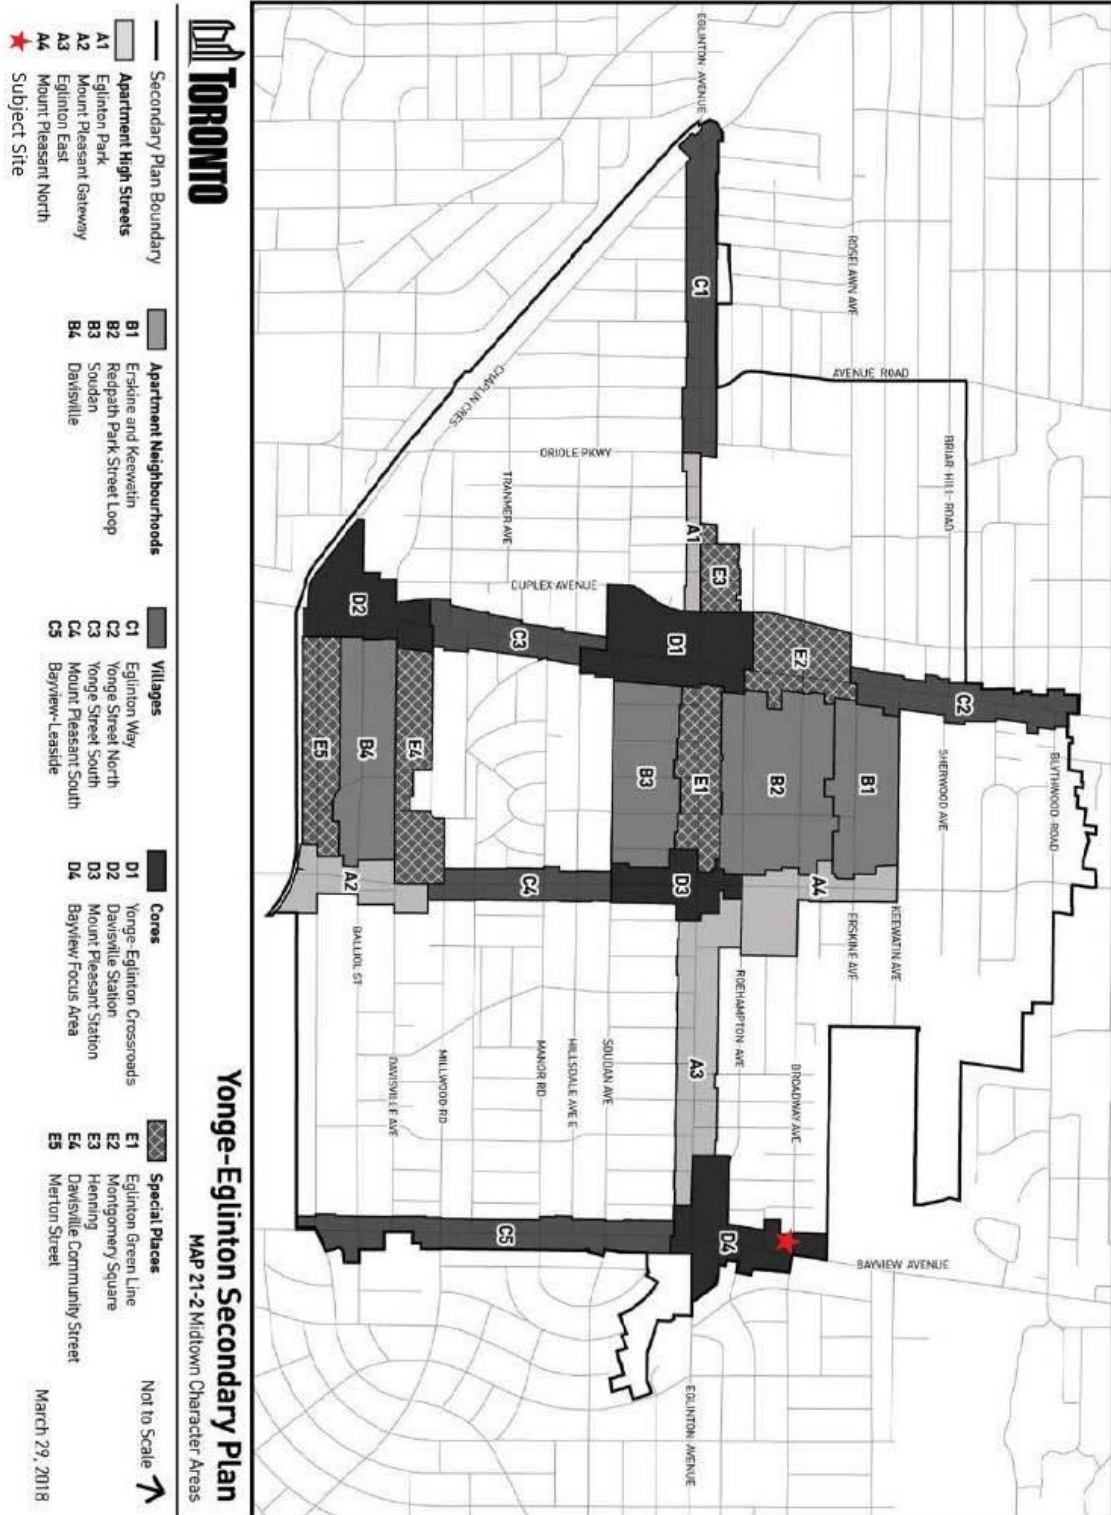 EGLINTON AVENUE
ROSELAWN AVE
AVENUE ROAD
BRIAR HILL ROAD
CHAPLIN CRES
ORIOLE PKWY
TRANMER AVE
DUPLEX AVENUE
SHERWOOD AVE
BLYTHWOOD ROAD
KEEWATIN AVE
ERSKINE AVE
ROEHAMPTON AVE
BROADWAY AVE
BAYVIEW AVENUE
BALLIOL ST
DAVISVILLE AVE
MILLWOOD RD
MANOR RD
HILLSDALE AVE E
SOUDAN AVE
EGLINTON AVENUE
C1
A1
E3
D1
E2
C2
C3
D2
E5
B4
E4
B3
E1
B2
B1
A2
C4
D3
A4
A3
C5
D4
TORONTO
Yonge-Eglinton Secondary Plan
MAP 21-2 Midtown Character Areas
Secondary Plan Boundary
Apartment High Streets
A1 Eglinton Park
A2 Mount Pleasant Gateway
A3 Eglinton East
A4 Mount Pleasant North
Subject Site
Apartment Neighbourhoods
B1 Erskine and Keewatin
B2 Redpath Park Street Loop
B3 Soudan
B4 Davisville
Villages
C1 Eglinton Way
C2 Yonge Street North
C3 Yonge Street South
C4 Mount Pleasant South
C5 Bayview-Leaside
Cores
D1 Yonge-Eglinton Crossroads
D2 Davisville Station
D3 Mount Pleasant Station
D4 Bayview Focus Area
Special Places
E1 Eglinton Green Line
E2 Montgomery Square
E3 Henning
E4 Davisville Community Street
E5 Merton Street
Not to Scale
March 29, 2018